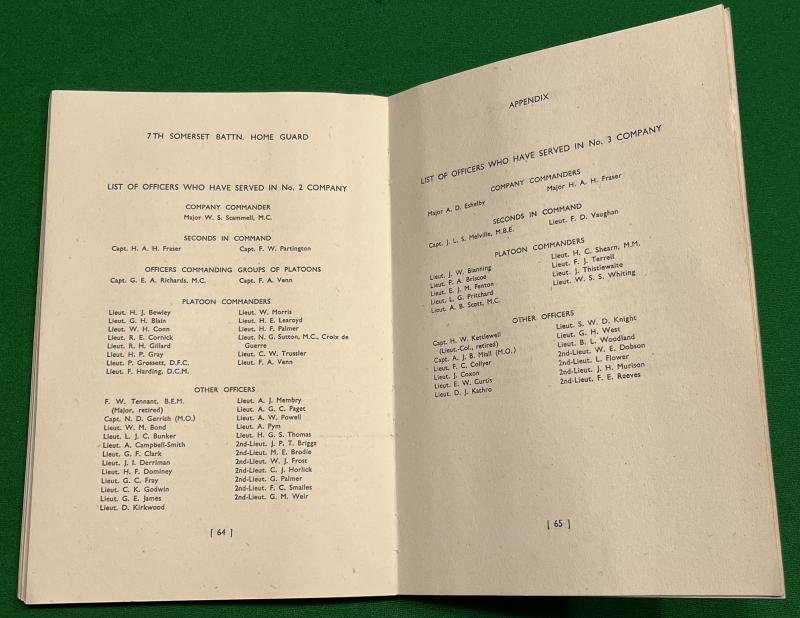 7TH SOMERSET BATTN. HOME GUARD
LIST OF OFFICERS WHO HAVE SERVED IN No. 2 COMPANY
COMPANY COMMANDER
Major W. S. Scammell, M.C.
SECONDS IN COMMAND
Capt. H. A. H. Fraser
Capt. F. W. Partington
OFFICERS COMMANDING GROUPS OF PLATOONS
Capt. G. E. A. Richards, M.C.
Capt. F. A. Venn
PLATOON COMMANDERS
Lieut. H. J. Bewley
Lieut. G. H. Blain
Lieut. W. H. Conn
Lieut. R. E. Cornick
Lieut. R. H. Gillard
Lieut. H. P. Gray
Lieut. P. Grossett, D.F.C.
Lieut. F. Harding, D.C.M.
Lieut. W. Morris
Lieut. H. E. Learoyd
Lieut. H. F. Palmer
Lieut. N. G. Sutton, M.C., Croix de
Guerre
Lieut. C. W. Trussler
Lieut. F. A. Venn
OTHER OFFICERS
F. W. Tennant, B.E.M.
(Major, retired)
Capt. N. D. Gerrish (M.O.)
Lieut. W. M. Bond
Lieut. L. J. C. Bunker
Lieut. A. Campbell-Smith
Lieut. G. F. Clark
Lieut. J. I. Derriman
Lieut. H. F. Dominey
Lieut. G. C. Fray
Lieut. C. K. Godwin
Lieut. G. E. James
Lieut. D. Kirkwood
Lieut. A. J. Membry
Lieut. A. G. C. Paget
Lieut. A. W. Powell
Lieut. A. Pym
Lieut. H. G. S. Thomas
2nd-Lieut. J. P. T. Briggs
2nd-Lieut. M. E. Brodie
2nd-Lieut. W. J. Frost
2nd-Lieut. C. J. Horlick
2nd-Lieut. G. Palmer
2nd-Lieut. F. C. Smailes
2nd-Lieut. G. M. Weir
[ 64 ]
APPENDIX
LIST OF OFFICERS WHO HAVE SERVED IN No. 3 COMPANY
COMPANY COMMANDERS
Major A. D. Eshelby
Major H. A. H. Fraser
SECONDS IN COMMAND
Capt. J. L. S. Melville, M.B.E.
Lieut. F. D. Vaughan
PLATOON COMMANDERS
Lieut. J. W. Blanning
Lieut. P. A. Briscoe
Lieut. E. J. M. Fenton
Lieut. L. G. Pritchard
Lieut. A. B. Scott, M.C.
Lieut. H. C. Shearn, M.M.
Lieut. F. J. Terrell
Lieut. J. Thistlewaite
Lieut. W. S. S. Whiting
OTHER OFFICERS
Capt. H. W. Kettlewell
(Lieut.-Col., retired)
Capt. A. J. B. Miall (M.O.)
Lieut. F. C. Collyer
Lieut. J. Coxon
Lieut. E. W. Curtis
Lieut. D. J. Kathro
Lieut. S. W. D. Knight
Lieut. G. H. West
Lieut. B. L. Woodland
2nd-Lieut. W. E. Dobson
2nd-Lieut. L. Flower
2nd-Lieut. J. H. Murison
2nd-Lieut. F. E. Reeves
[ 65 ]